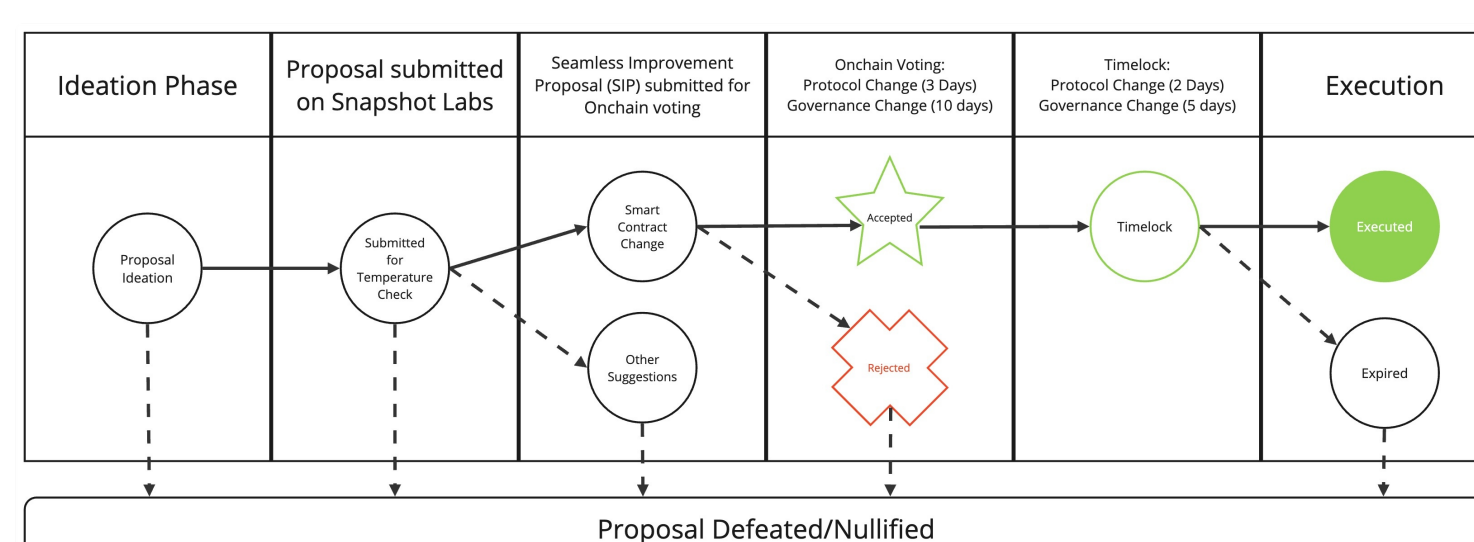 Ideation Phase
Proposal submitted
on Snapshot Labs
Seamless Improvement
Proposal (SIP) submitted for
Onchain voting
Onchain Voting:
Protocol Change (3 Days)
Governance Change (10 days)
Timelock:
Protocol Change (2 Days)
Governance Change (5 days)
Execution
Proposal
Ideation
Submitted
for
Temperature
Check
Smart
Contract
Change
Accepted
Timelock
Executed
Other
Suggestions
Rejected
Expired
Proposal Defeated/Nullified